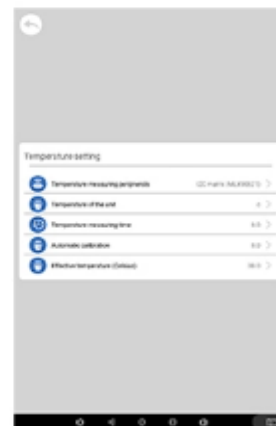 Temperature setting
Temperature measuring peripherals
Temperature of the unit
Temperature measuring time
Automatic calibration
Effective temperature (Celsius)